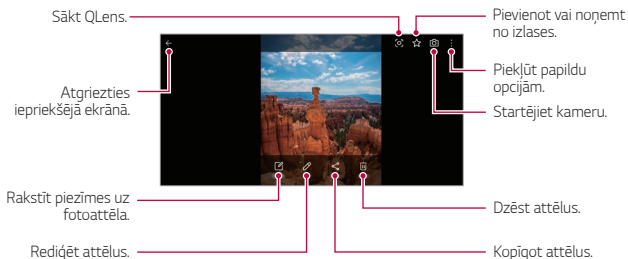 Sākt QLens.
Pievienot vai noņemt
no izlases.
Piekļūt papildu
opcijām.
Startējiet kameru.
Atgriezties
iepriekšējā ekrānā.
Rakstīt piezīmes uz
fotoattēla.
Dzēst attēlus.
Rediģēt attēlus.
Kopīgot attēlus.